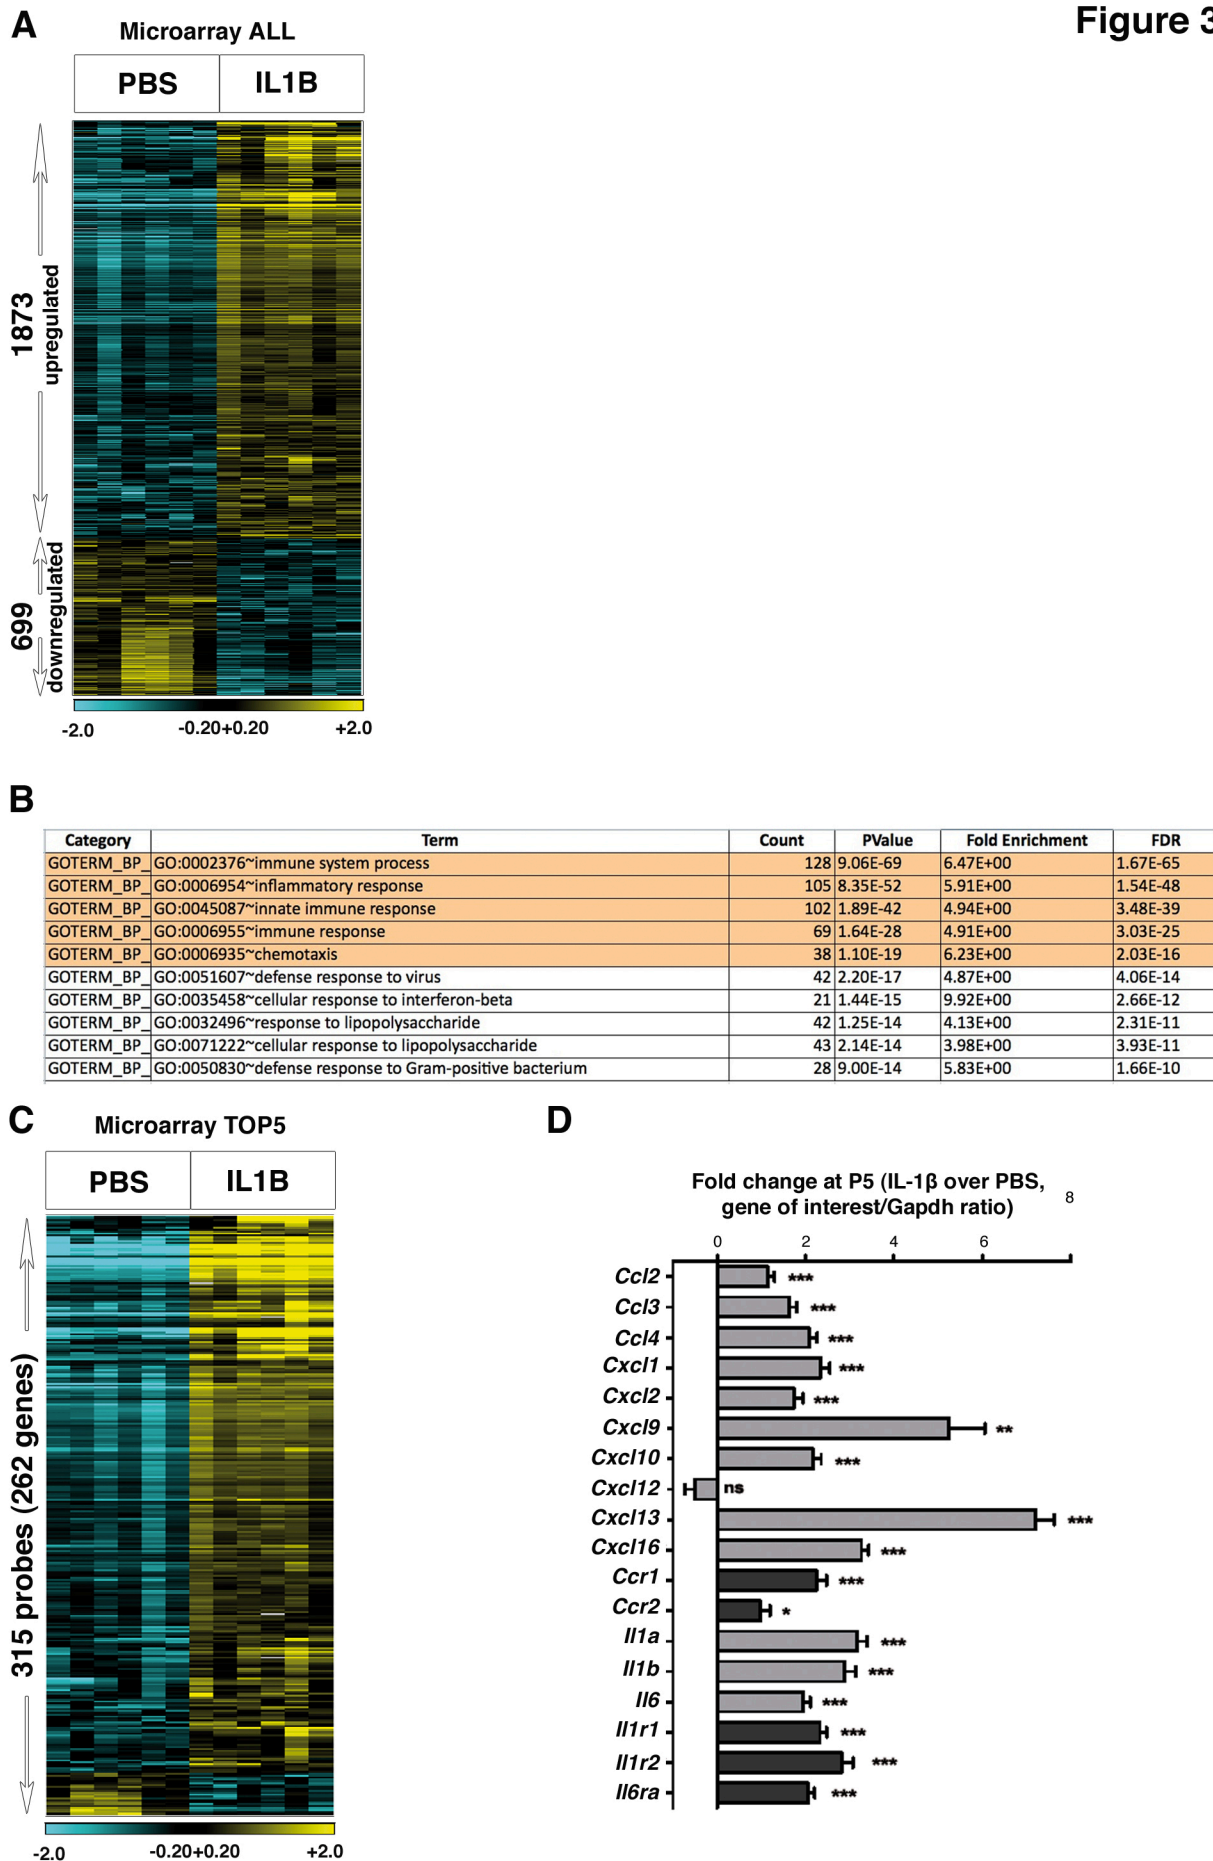 A
Microarray ALL
Figure 3
PBS
IL1B
1873
upregulated
699
downregulated
-2.0
-0.20+0.20
+2.0
B
Category Term Count PValue Fold Enrichment FDR
GOTERM_BP_ GO:0002376~immune system process 128 9.06E-69 6.47E+00 1.67E-65
GOTERM_BP_ GO:0006954~inflammatory response 105 8.35E-52 5.91E+00 1.54E-48
GOTERM_BP_ GO:0045087~innate immune response 102 1.89E-42 4.94E+00 3.48E-39
GOTERM_BP_ GO:0006955~immune response 69 1.64E-28 4.91E+00 3.03E-25
GOTERM_BP_ GO:0006935~chemotaxis 38 1.10E-19 6.23E+00 2.03E-16
GOTERM_BP_ GO:0051607~defense response to virus 42 2.20E-17 4.87E+00 4.06E-14
GOTERM_BP_ GO:0035458~cellular response to interferon-beta 21 1.44E-15 9.92E+00 2.66E-12
GOTERM_BP_ GO:0032496~response to lipopolysaccharide 42 1.25E-14 4.13E+00 2.31E-11
GOTERM_BP_ GO:0071222~cellular response to lipopolysaccharide 43 2.14E-14 3.98E+00 3.93E-11
GOTERM_BP_ GO:0050830~defense response to Gram-positive bacterium 28 9.00E-14 5.83E+00 1.66E-10
C
Microarray TOP5
PBS
IL1B
315 probes (262 genes)
-2.0
-0.20+0.20
+2.0
D
Fold change at P5 (IL-1β over PBS,
gene of interest/Gapdh ratio)
8
0 2 4 6
Ccl2 ***
Ccl3 ***
Ccl4 ***
Cxcl1 ***
Cxcl2 ***
Cxcl9 **
Cxcl10 ***
Cxcl12 ns
Cxcl13 ***
Cxcl16 ***
Ccr1 ***
Ccr2 *
Il1a ***
Il1b ***
Il6 ***
Il1r1 ***
Il1r2 ***
Il6ra ***